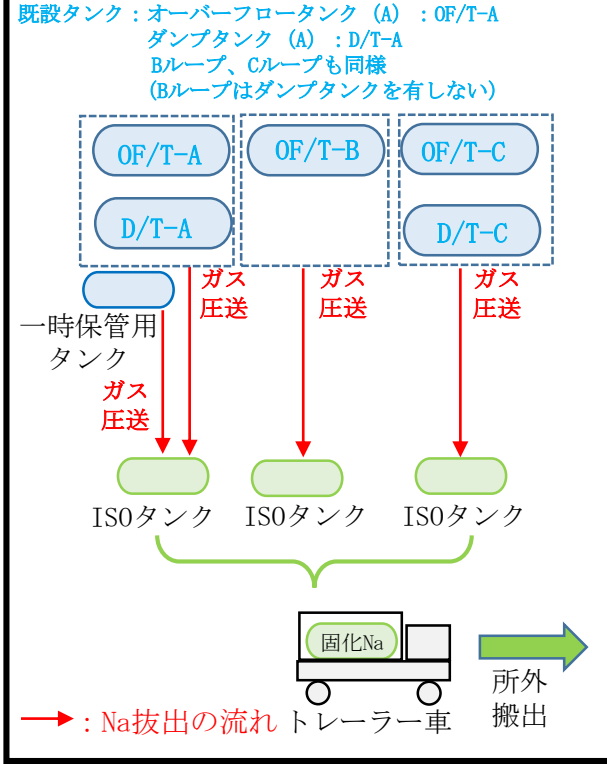 既設タンク：オーバーフロータンク (A) ：OF/T-A
ダンプタンク (A) ：D/T-A
Bループ、Cループも同様
(Bループはダンプタンクを有しない)
OF/T-A
OF/T-B
OF/T-C
D/T-A
D/T-C
ガス
圧送
ガス
圧送
ガス
圧送
一時保管用
タンク
ガス
圧送
ISOタンク
ISOタンク
ISOタンク
固化Na
所外
搬出
：Na抜出の流れ
トレーラー車